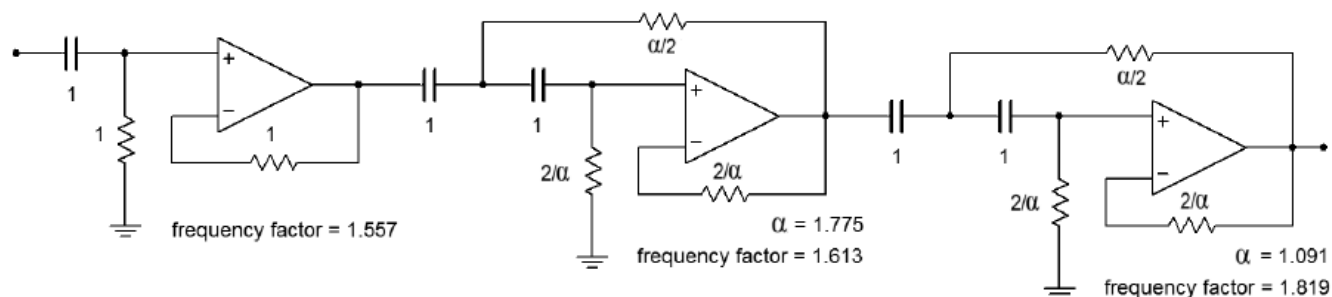 1
1
+
−
1
frequency factor = 1.557
1
1
α/2
2/α
+
−
2/α
α = 1.775
frequency factor = 1.613
1
1
α/2
2/α
+
−
2/α
α = 1.091
frequency factor = 1.819